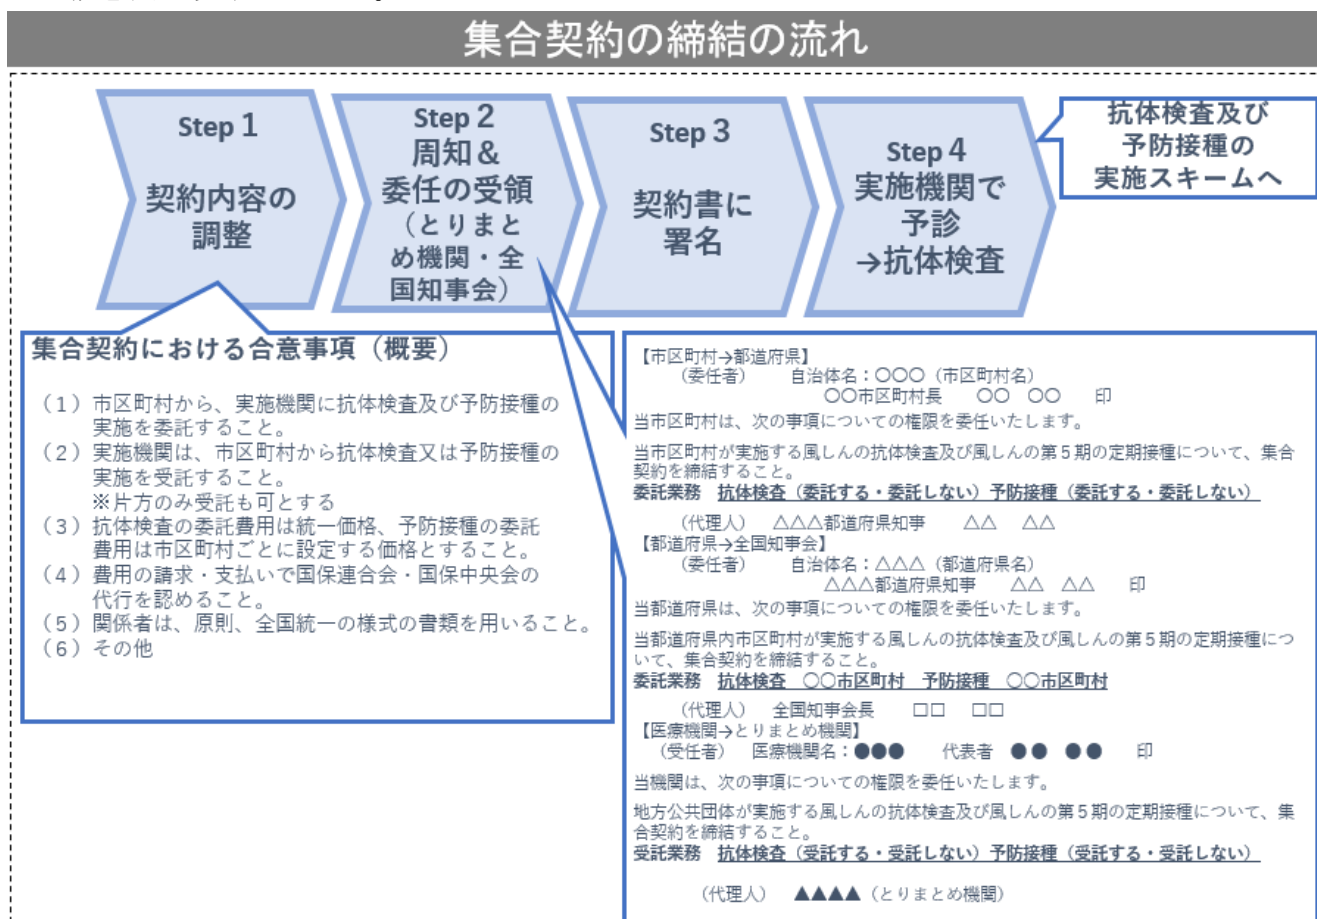 集合契約の締結の流れ
Step 1
契約内容の
調整
Step 2
周知＆
委任の受領
（とりまと
め機関・全
国知事会）
Step 3
契約書に
署名
Step 4
実施機関で
予診
→抗体検査
抗体検査及び
予防接種の
実施スキームへ
集合契約における合意事項（概要）
（1）市区町村から、実施機関に抗体検査及び予防接種の
実施を委託すること。
（2）実施機関は、市区町村から抗体検査又は予防接種の
実施を受託すること。
※片方のみ受託も可とする
（3）抗体検査の委託費用は統一価格、予防接種の委託
費用は市区町村ごとに設定する価格とすること。
（4）費用の請求・支払いで国保連合会・国保中央会の
代行を認めること。
（5）関係者は、原則、全国統一の様式の書類を用いること。
（6）その他
【市区町村→都道府県】
（委任者）　自治体名：〇〇〇（市区町村名）
〇〇市区町村長　〇〇　〇〇　印
当市区町村は、次の事項についての権限を委任いたします。
当市区町村が実施する風しんの抗体検査及び風しんの第５期の定期接種について、集合
契約を締結すること。
委託業務　抗体検査（委託する・委託しない）予防接種（委託する・委託しない）
（代理人）　△△△都道府県知事　△△　△△
【都道府県→全国知事会】
（委任者）　自治体名：△△△（都道府県名）
△△△都道府県知事　△△　△△　印
当都道府県は、次の事項についての権限を委任いたします。
当都道府県内市区町村が実施する風しんの抗体検査及び風しんの第５期の定期接種につ
いて、集合契約を締結すること。
委託業務　抗体検査　〇〇市区町村　予防接種　〇〇市区町村
（代理人）　全国知事会長　□□　□□
【医療機関→とりまとめ機関】
（受任者）　医療機関名：●●●　代表者　●●　●●　印
当機関は、次の事項についての権限を委任いたします。
地方公共団体が実施する風しんの抗体検査及び風しんの第５期の定期接種について、集
合契約を締結すること。
受託業務　抗体検査（受託する・受託しない）予防接種（受託する・受託しない）
（代理人）　▲▲▲▲（とりまとめ機関）